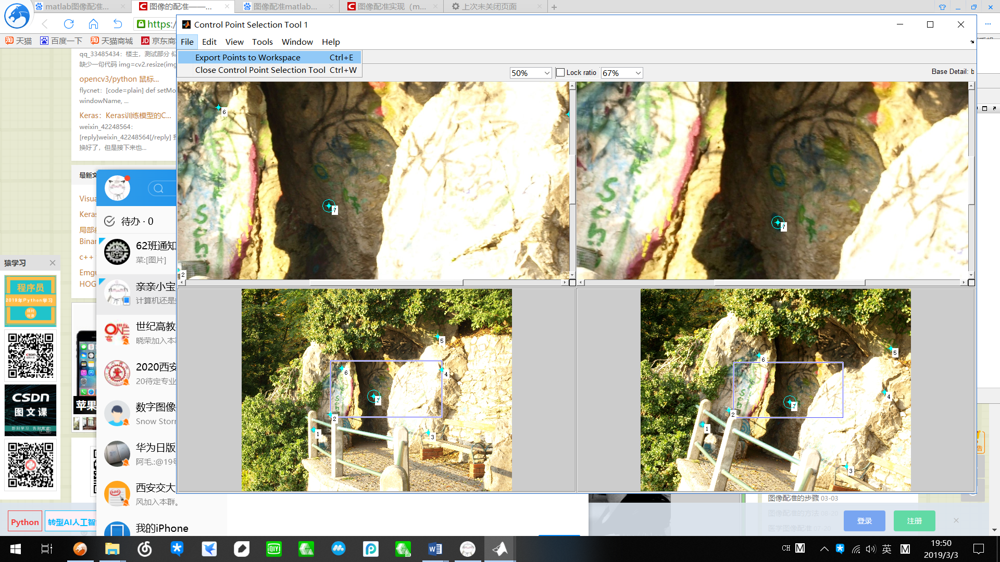 matlab图像配准...
图像的配准——...
图像配准matlab...
图像配准实现（m...
上次未关闭页面
https:/
天猫
百度一下
天猫商城
京东商
Control Point Selection Tool 1
File Edit View Tools Window Help
Export Points to Workspace Ctrl+E
Close Control Point Selection Tool Ctrl+W
50%
Lock ratio
67%
Base Detail: b
qq_33485434：楼主，测试部分 似
缺少一句代码 img=cv2.resize(img
opencv3/python 鼠标...
flycnet：[code=plain] def setMo
windowName, ...
Keras：Keras训练模型的C...
weixin_42248564：
[reply]weixin_42248564[/reply] 我
换好了，但是接下来也...
最新文
Visua
Keras
局部
Binar
c++
Emgu
HOG
猿学习
程序员
2019年Python学习
CSDN
图文课
即刻学习
广告
苹果
待办 · 0
62班通知
菜:[图片]
亲亲小宝
计算机还是
世纪高教
晓荣加入本群
2020西安
20待定专业
数字图像
Snow Storm
华为日版
阿毛.:@19号
西安交大
风加入本群。
我的iPhone
6
7
2
7
5
6
4
7
2
1
3
5
6
4
7
2
1
3
Python
转型AI人工智
图像配准的步骤 03-03
图像配准的方法 08-20
医学图像配准 07-20
登录
注册
CH M
英 M
19:50
2019/3/3